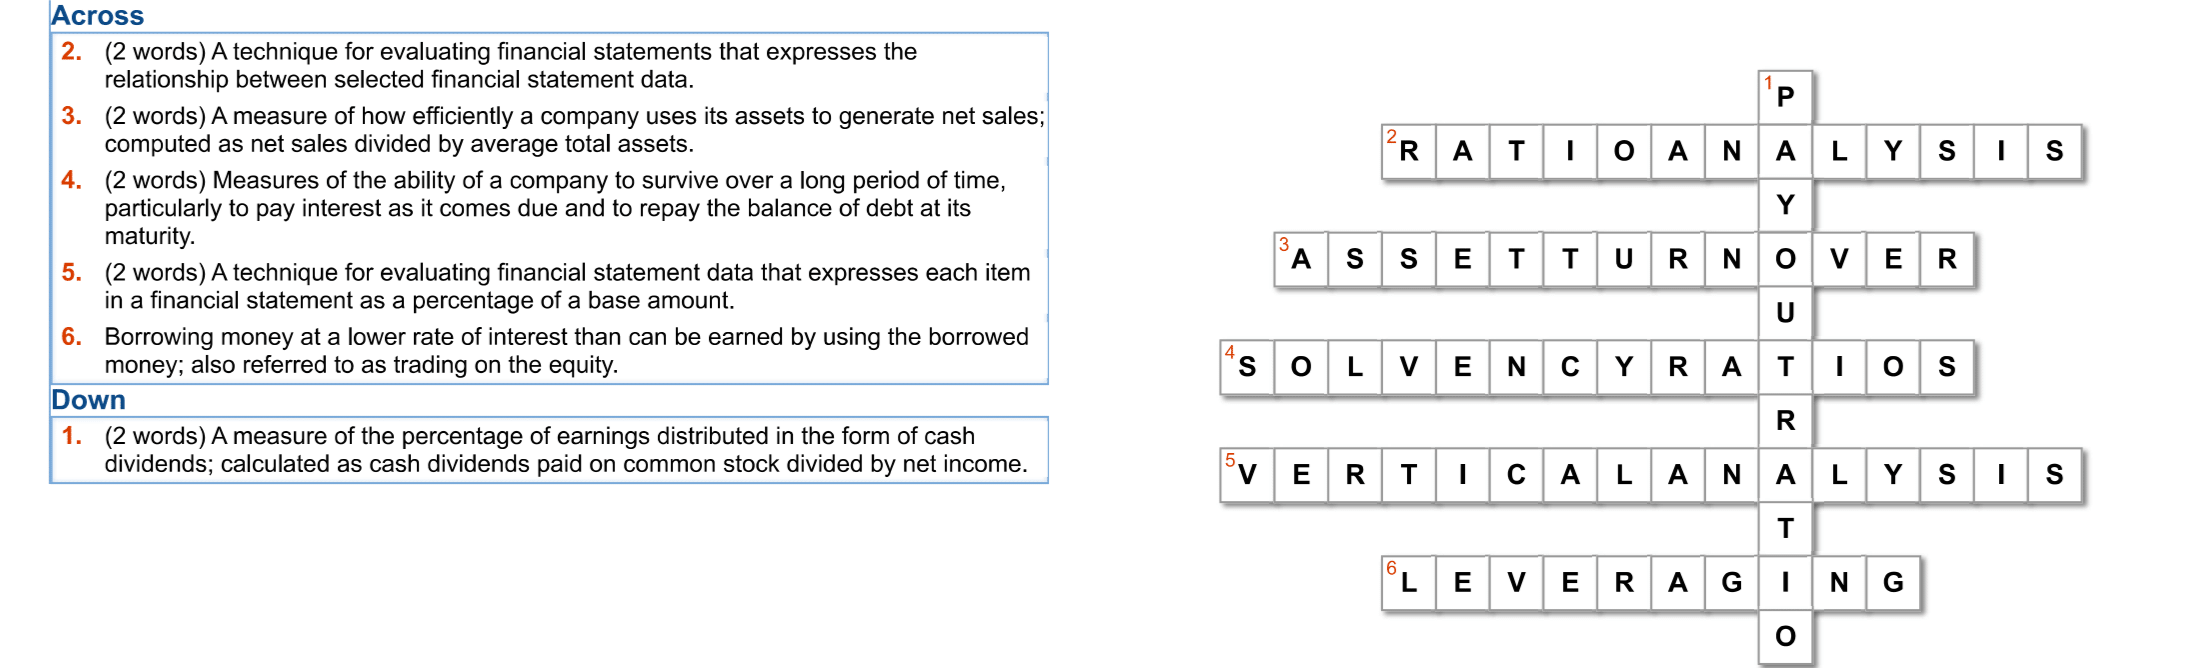 Across
2. (2 words) A technique for evaluating financial statements that expresses the
relationship between selected financial statement data.
3. (2 words) A measure of how efficiently a company uses its assets to generate net sales;
computed as net sales divided by average total assets.
4. (2 words) Measures of the ability of a company to survive over a long period of time,
particularly to pay interest as it comes due and to repay the balance of debt at its
maturity.
5. (2 words) A technique for evaluating financial statement data that expresses each item
in a financial statement as a percentage of a base amount.
6. Borrowing money at a lower rate of interest than can be earned by using the borrowed
money; also referred to as trading on the equity.
Down
1. (2 words) A measure of the percentage of earnings distributed in the form of cash
dividends; calculated as cash dividends paid on common stock divided by net income.
1 P
2 R A T I O A N A L Y S I S
Y
3 A S S E T T U R N O V E R
U
4 S O L V E N C Y R A T I O S
R
5 V E R T I C A L A N A L Y S I S
T
6 L E V E R A G I N G
O